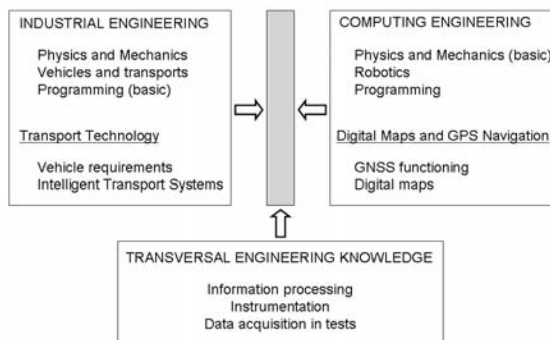 INDUSTRIAL ENGINEERING
Physics and Mechanics
Vehicles and transports
Programming (basic)
Transport Technology
Vehicle requirements
Intelligent Transport Systems
COMPUTING ENGINEERING
Physics and Mechanics (basic)
Robotics
Programming
Digital Maps and GPS Navigation
GNSS functioning
Digital maps
TRANSVERSAL ENGINEERING KNOWLEDGE
Information processing
Instrumentation
Data acquisition in tests